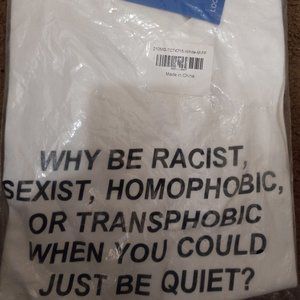 Made in China
WHY BE RACIST,
SEXIST, HOMOPHOBIC,
OR TRANSPHOBIC
WHEN YOU COULD
JUST BE QUIET?